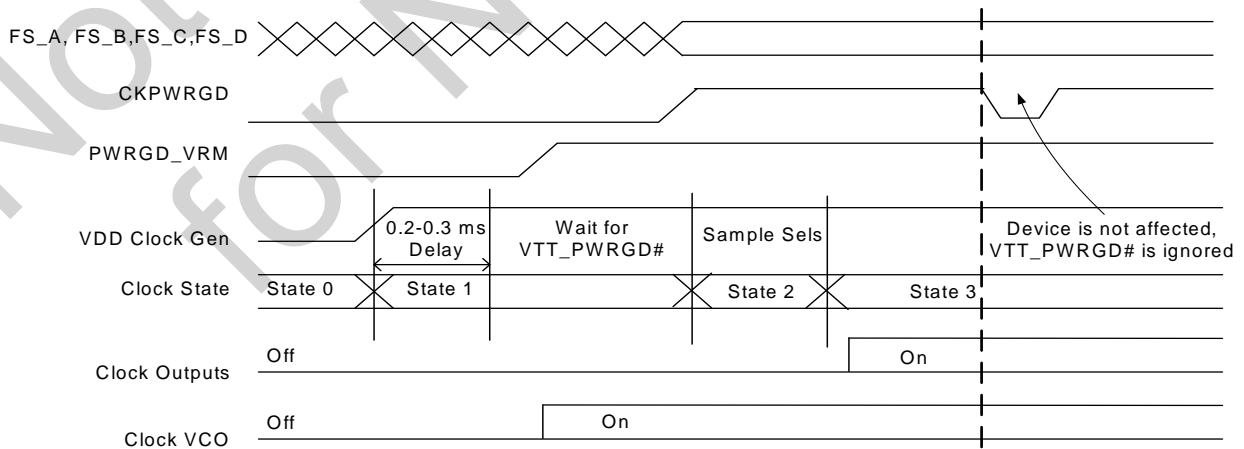 FS_A, FS_B,FS_C,FS_D
CKPWRGD
PWRGD_VRM
VDD Clock Gen
0.2-0.3 ms
Delay
Wait for
VTT_PWRGD#
Sample Sels
Device is not affected,
VTT_PWRGD# is ignored
Clock State
State 0
State 1
State 2
State 3
Clock Outputs
Off
On
Clock VCO
Off
On
Not
for N